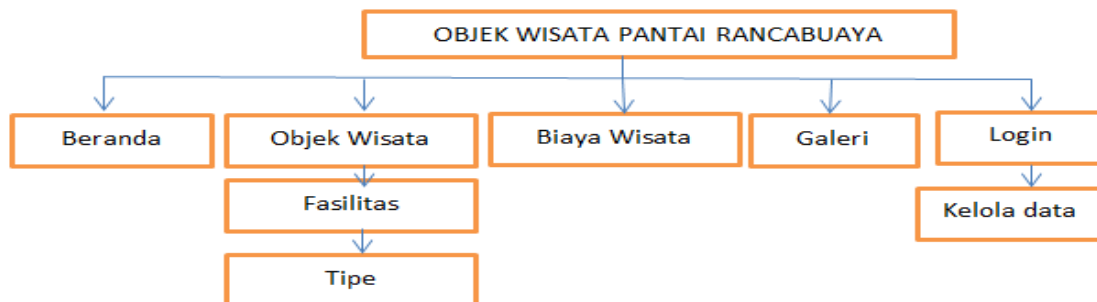 OBJEK WISATA PANTAI RANCABUAYA
Beranda
Objek Wisata
Biaya Wisata
Galeri
Login
Fasilitas
Kelola data
Tipe